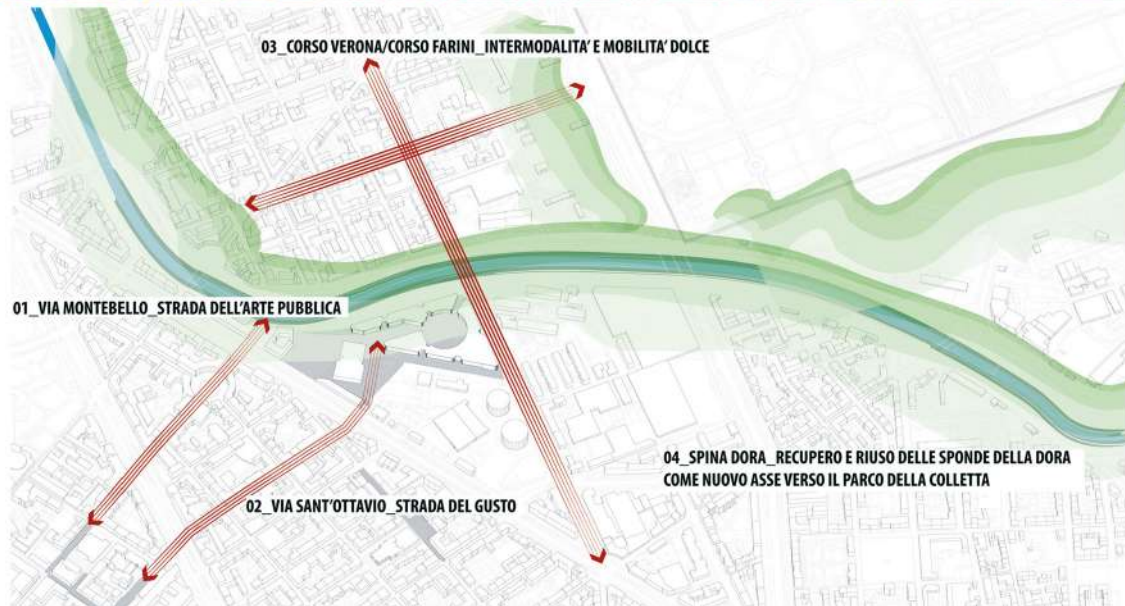 03_CORSO VERONA/CORSO FARINI_INTERMODALITA' E MOBILITA' DOLCE
01_VIA MONTEBELLO_STRADA DELL'ARTE PUBBLICA
04_SPINA DORA_RECUPERO E RIUSO DELLE SPONDE DELLA DORA
COME NUOVO ASSE VERSO IL PARCO DELLA COLLETTA
02_VIA SANT'OTTAVIO_STRADA DEL GUSTO